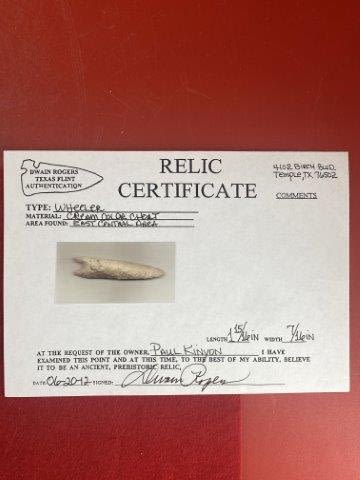 DWAIN ROGERS
TEXAS FLINT
AUTHENTICATION
RELIC
CERTIFICATE
4102 BIRCH BLVD.
TEMPLE, TX. 76502
COMMENTS
TYPE: WHEELER
MATERIAL: CREAM COLOR CHERT
AREA FOUND: EAST CENTRAL AREA
LENGTH 1 15/16 IN WIDTH 7/16 IN
AT THE REQUEST OF THE OWNER, PAUL KINYON I HAVE
EXAMINED THIS POINT AND AT THIS TIME, TO THE BEST OF MY ABILITY, BELIEVE
IT TO BE AN ANCIENT, PREHISTORIC RELIC,
DATE: 06-20-12 SIGNED: Dwain Rogers